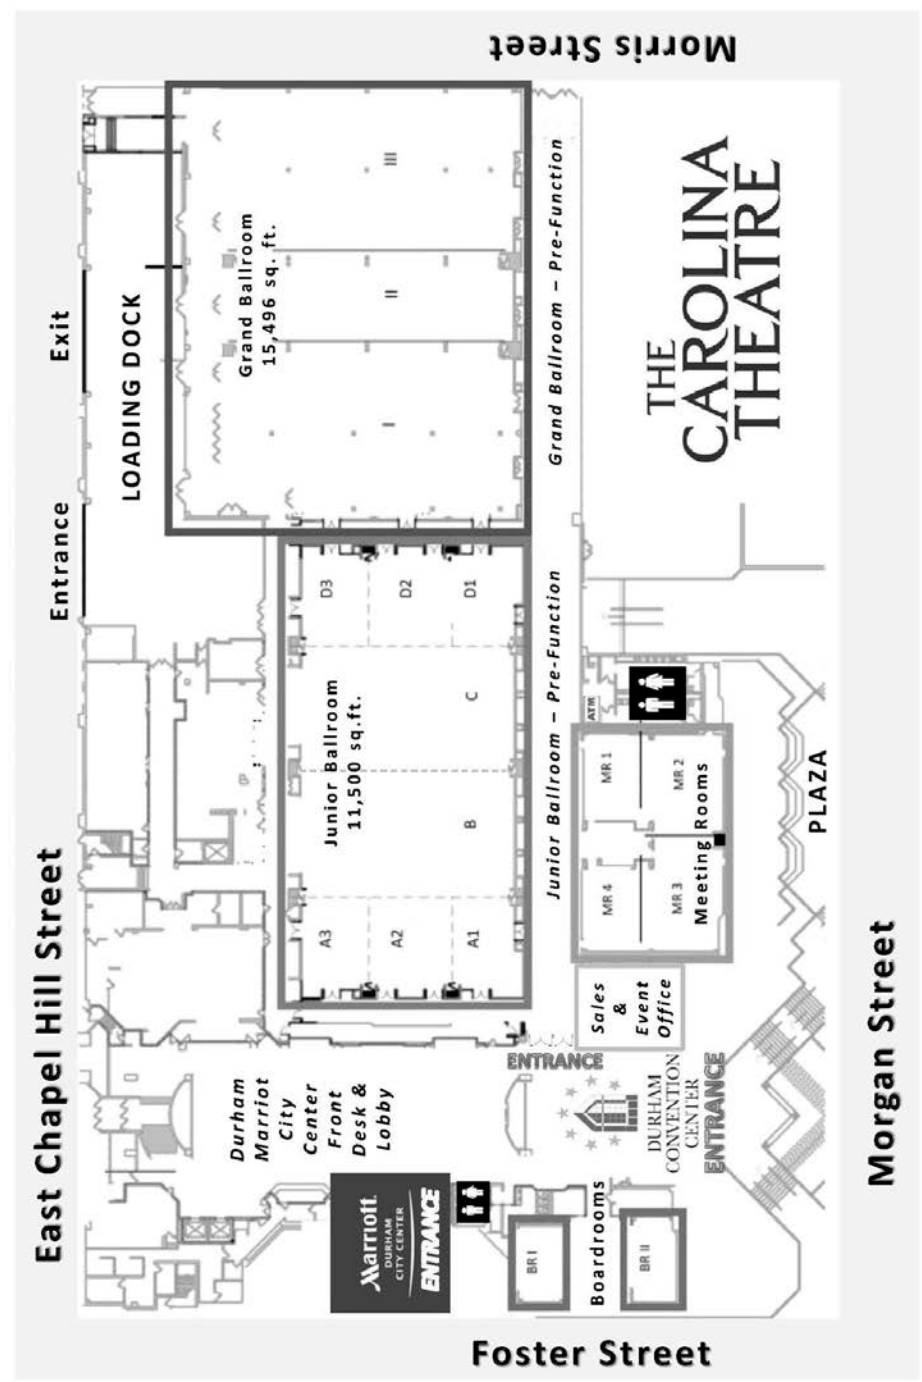 Morris Street
East Chapel Hill Street
Entrance
Exit
LOADING DOCK
Grand Ballroom
15,496 sq.ft.
I
II
III
Grand Ballroom – Pre-Function
THE
CAROLINA
THEATRE
Junior Ballroom
11,500 sq.ft.
A3
A2
A1
B
C
D3
D2
D1
Junior Ballroom – Pre-Function
ATM
MR 1
MR 2
MR 4
MR 3
Meeting Rooms
PLAZA
Sales
&
Event
Office
ENTRANCE
DURHAM
CONVENTION
CENTER
ENTRANCE
Durham
Marriot
City
Center
Front
Desk &
Lobby
Marriott
DURHAM
CITY CENTER
ENTRANCE
BR I
Boardrooms
BR II
Morgan Street
Foster Street